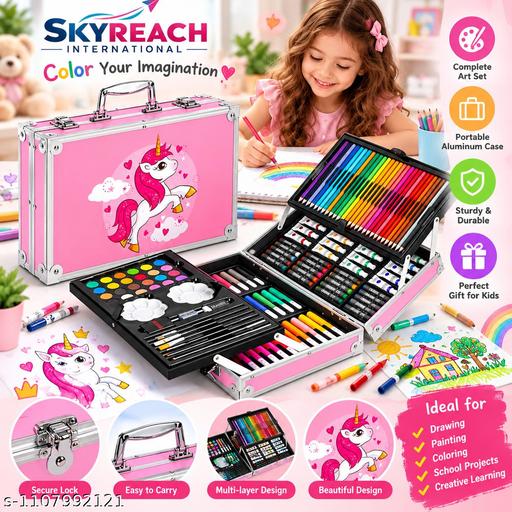 SKYREACH
INTERNATIONAL
Color Your Imagination
Complete
Art Set
Portable
Aluminum Case
Sturdy &
Durable
Perfect
Gift for Kids
Ideal for
Drawing
Painting
Coloring
School Projects
Creative Learning
Secure Lock
Easy to Carry
Multi-layer Design
Beautiful Design
s-1107992121